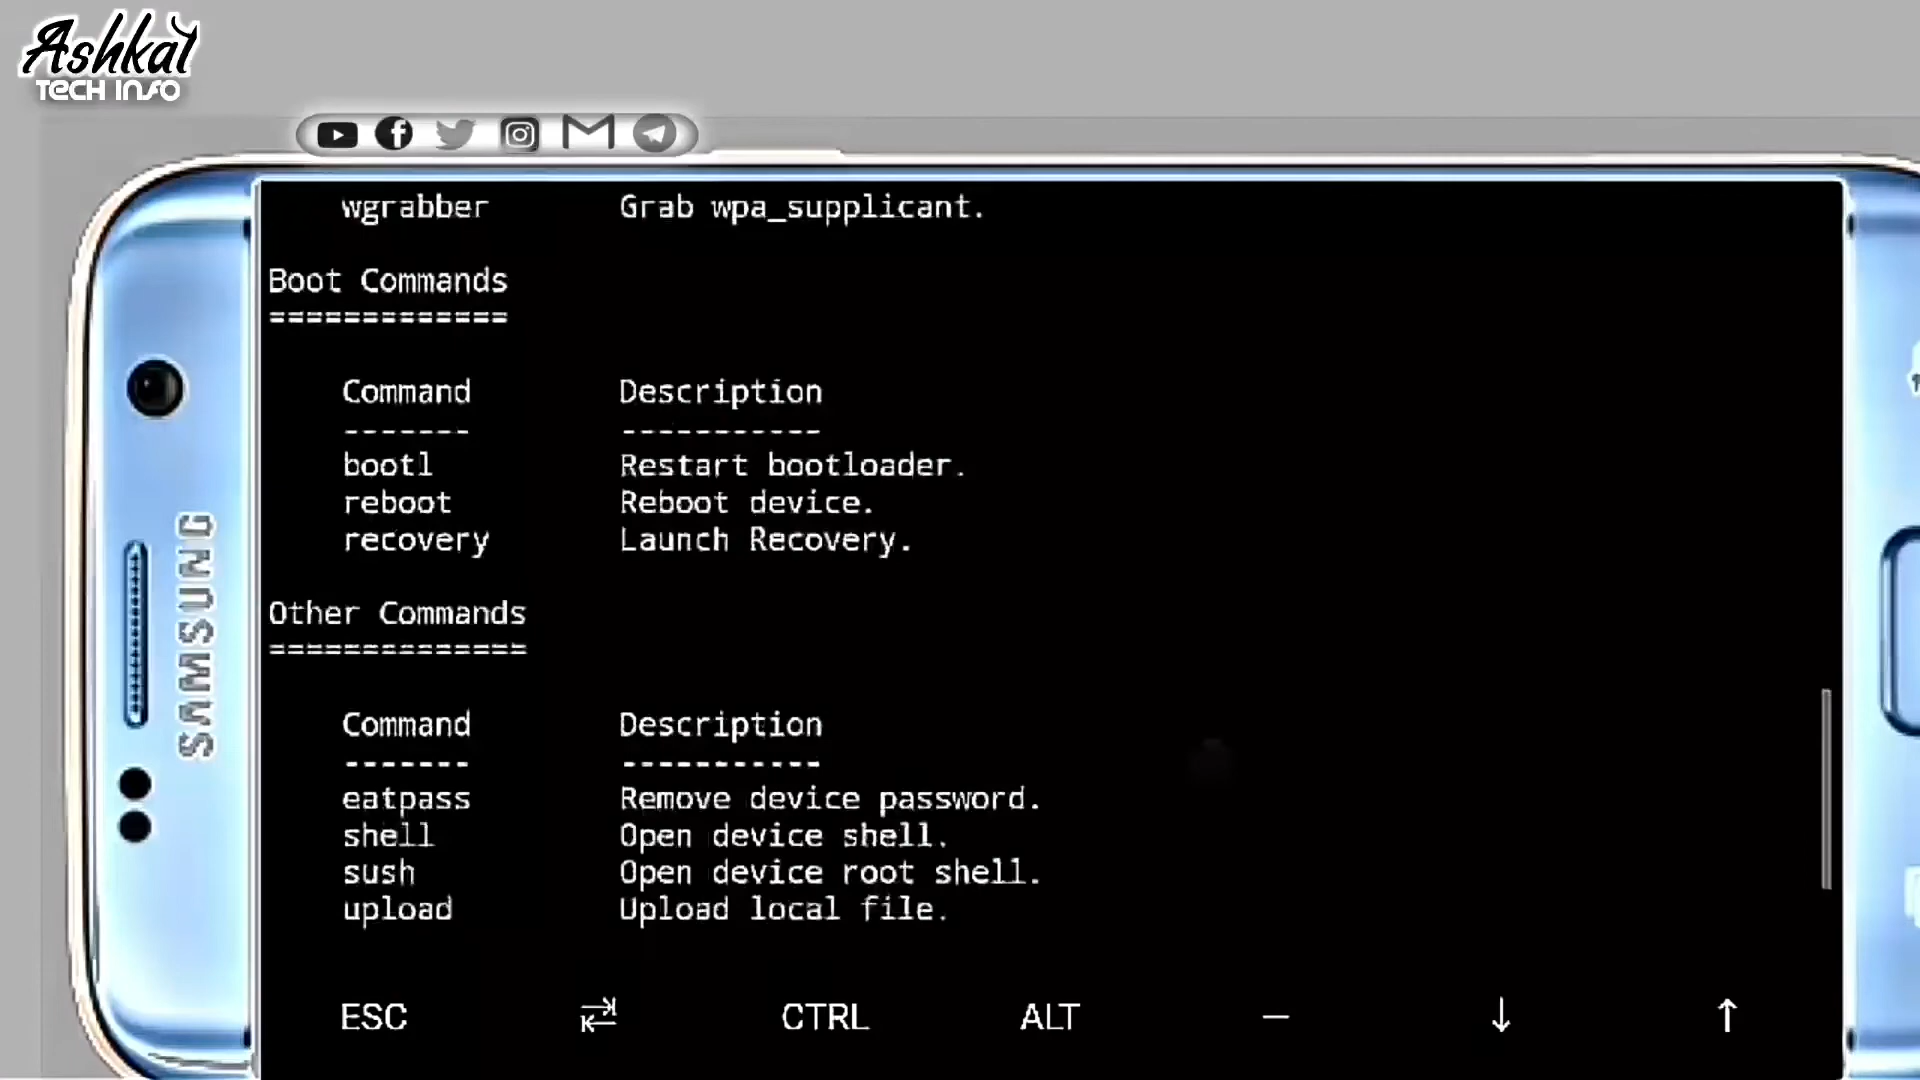 Ashkal
TECH INFO
wgrabber Grab wpa_supplicant.
Boot Commands
=============
Command Description
------- -----------
bootl Restart bootloader.
reboot Reboot device.
recovery Launch Recovery.
Other Commands
==============
Command Description
------- -----------
eatpass Remove device password.
shell Open device shell.
sush Open device root shell.
upload Upload local file.
ESC CTRL ALT – ↓ ↑
SAMSUNG